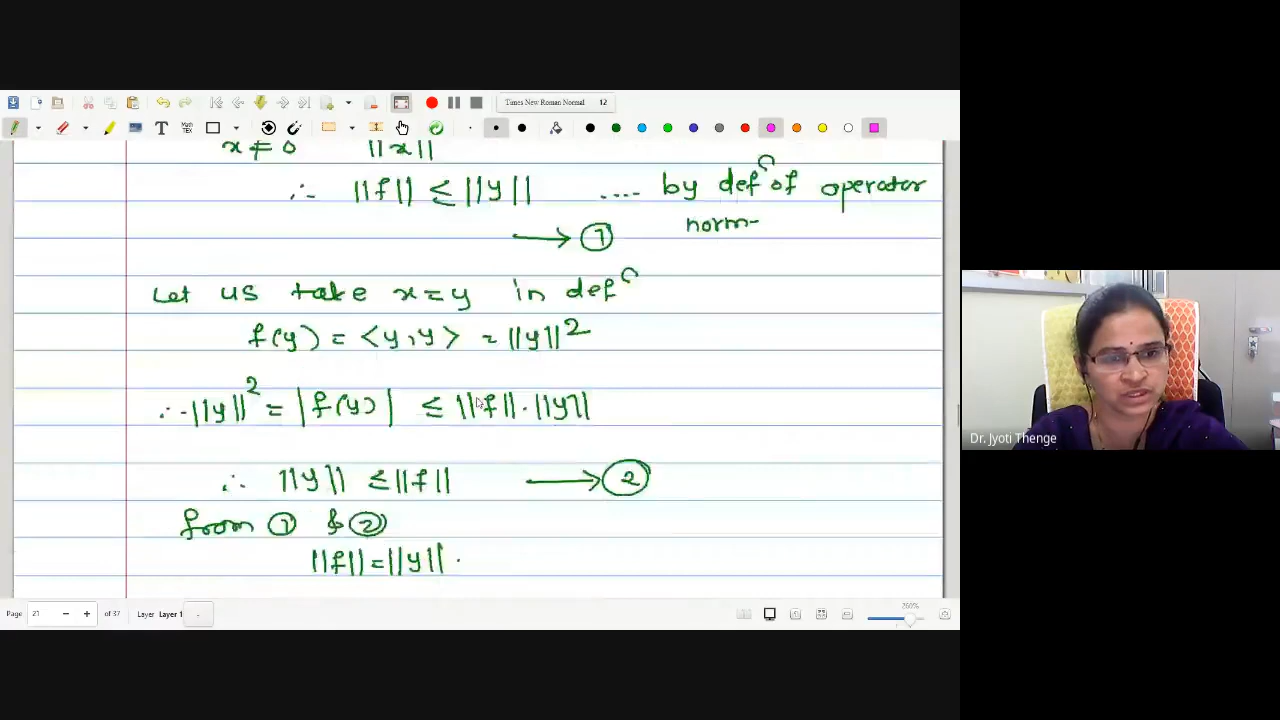 Times New Roman Normal 12
x ≠ 0 ||x||
∴ ||f|| ≤ ||y|| .... by defⁿ of operator
norm-
→ ①
Let us take x = y in defⁿ
f(y) = <y, y> = ||y||²
∴ ||y||² = |f(y)| ≤ ||f|| . ||y||
∴ ||y|| ≤ ||f|| → ②
from ① & ②
||f|| = ||y|| .
Page 21 of 37 Layer Layer 1 260%
Dr. Jyoti Thenge